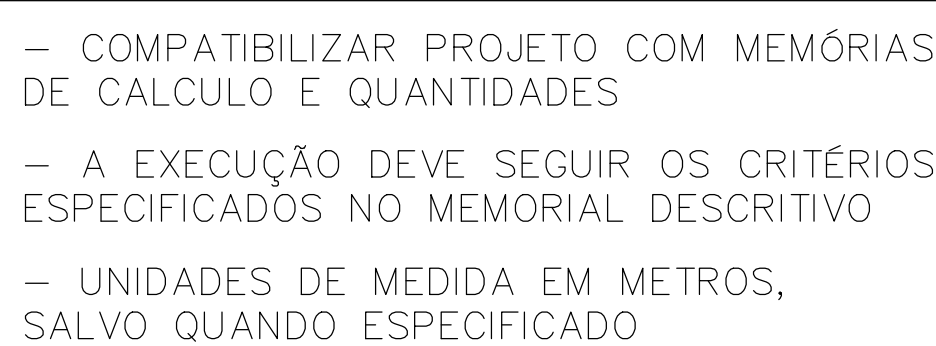 — COMPATIBILIZAR PROJETO COM MEMÓRIAS
DE CALCULO E QUANTIDADES
— A EXECUÇÃO DEVE SEGUIR OS CRITÉRIOS
ESPECIFICADOS NO MEMORIAL DESCRITIVO
— UNIDADES DE MEDIDA EM METROS,
SALVO QUANDO ESPECIFICADO